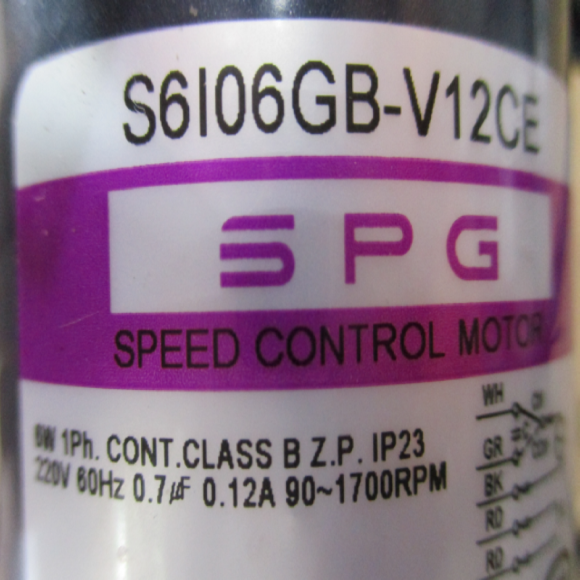 S6I06GB-V12CE
SPG
SPEED CONTROL MOTOR
6W 1Ph. CONT.CLASS B Z.P. IP23
220V 60Hz 0.7μF 0.12A 90~1700RPM
WH
GR
BK
RD
RD